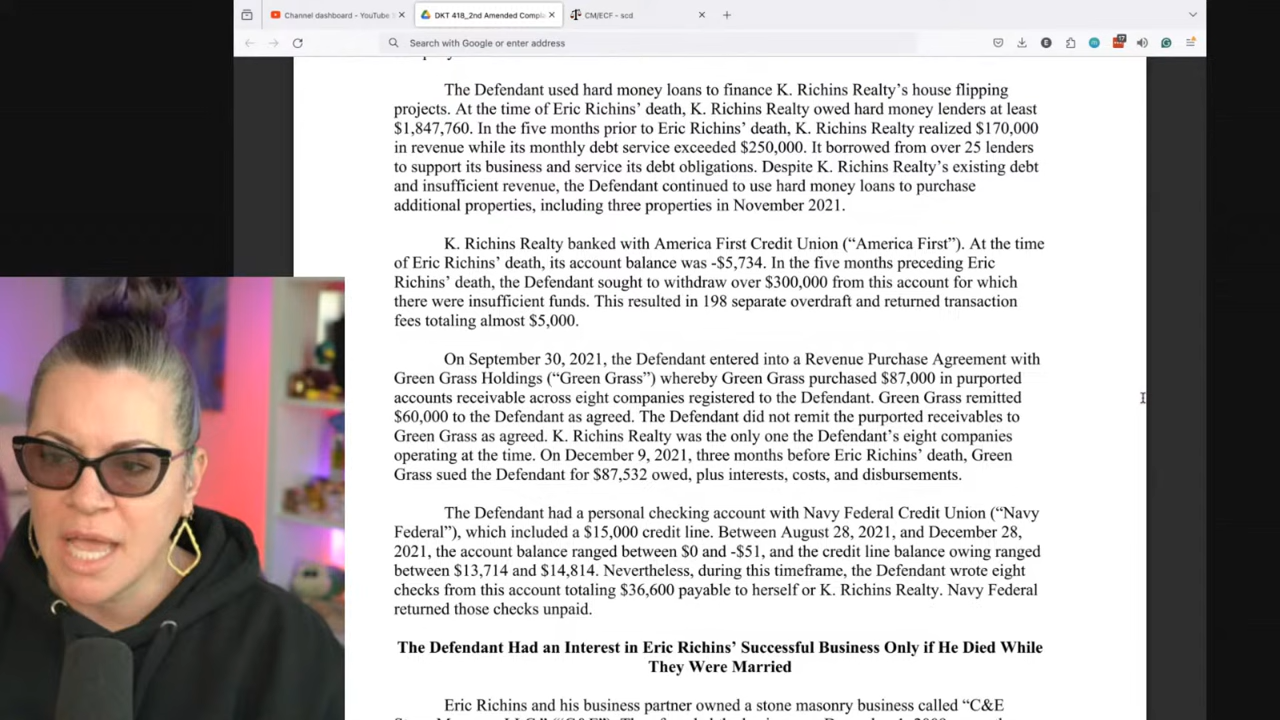 Channel dashboard - YouTube
DKT 418_2nd Amended Compl
CM/ECF - scd
Search with Google or enter address
The Defendant used hard money loans to finance K. Richins Realty's house flipping
projects. At the time of Eric Richins' death, K. Richins Realty owed hard money lenders at least
$1,847,760. In the five months prior to Eric Richins' death, K. Richins Realty realized $170,000
in revenue while its monthly debt service exceeded $250,000. It borrowed from over 25 lenders
to support its business and service its debt obligations. Despite K. Richins Realty's existing debt
and insufficient revenue, the Defendant continued to use hard money loans to purchase
additional properties, including three properties in November 2021.
K. Richins Realty banked with America First Credit Union ("America First"). At the time
of Eric Richins' death, its account balance was -$5,734. In the five months preceding Eric
Richins' death, the Defendant sought to withdraw over $300,000 from this account for which
there were insufficient funds. This resulted in 198 separate overdraft and returned transaction
fees totaling almost $5,000.
On September 30, 2021, the Defendant entered into a Revenue Purchase Agreement with
Green Grass Holdings ("Green Grass") whereby Green Grass purchased $87,000 in purported
accounts receivable across eight companies registered to the Defendant. Green Grass remitted
$60,000 to the Defendant as agreed. The Defendant did not remit the purported receivables to
Green Grass as agreed. K. Richins Realty was the only one the Defendant's eight companies
operating at the time. On December 9, 2021, three months before Eric Richins' death, Green
Grass sued the Defendant for $87,532 owed, plus interests, costs, and disbursements.
The Defendant had a personal checking account with Navy Federal Credit Union ("Navy
Federal"), which included a $15,000 credit line. Between August 28, 2021, and December 28,
2021, the account balance ranged between $0 and -$51, and the credit line balance owing ranged
between $13,714 and $14,814. Nevertheless, during this timeframe, the Defendant wrote eight
checks from this account totaling $36,600 payable to herself or K. Richins Realty. Navy Federal
returned those checks unpaid.
The Defendant Had an Interest in Eric Richins' Successful Business Only if He Died While
They Were Married
Eric Richins and his business partner owned a stone masonry business called "C&E